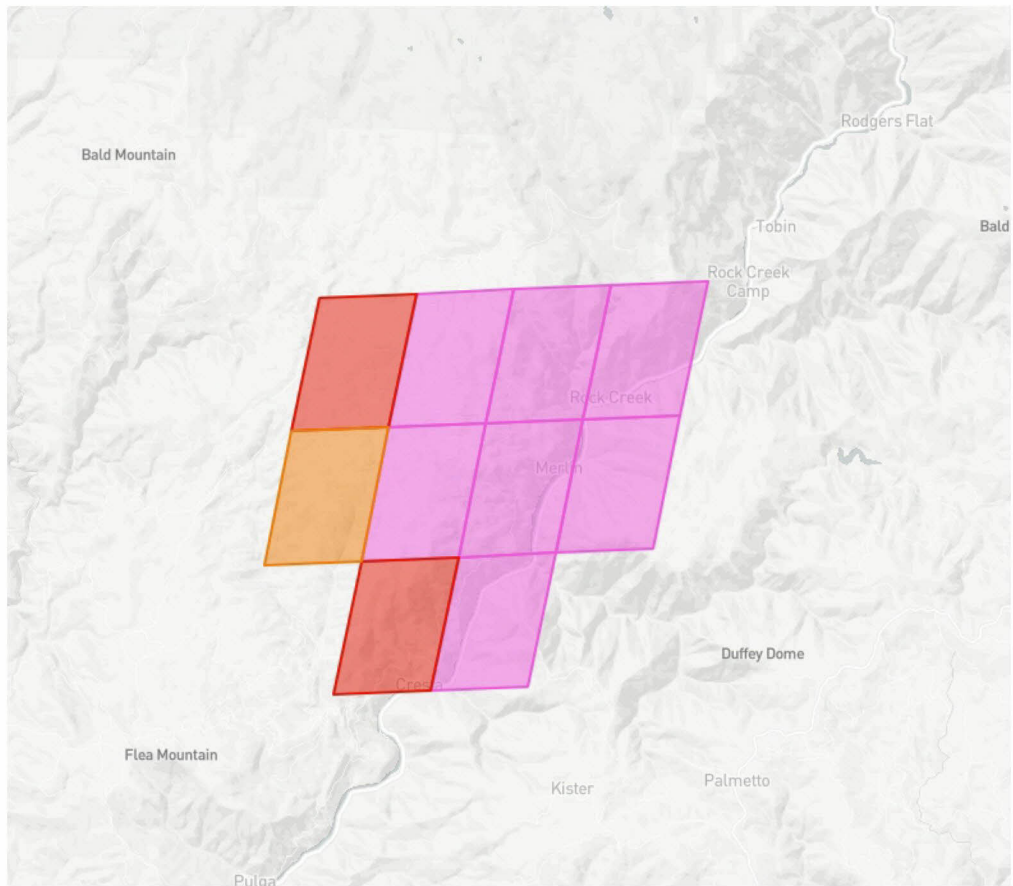 Rodgers Flat
Bald Mountain
Tobin
Bald
Rock Creek
Camp
Rock Creek
Merlin
Duffey Dome
Cresta
Flea Mountain
Palmetto
Kister
Pulga